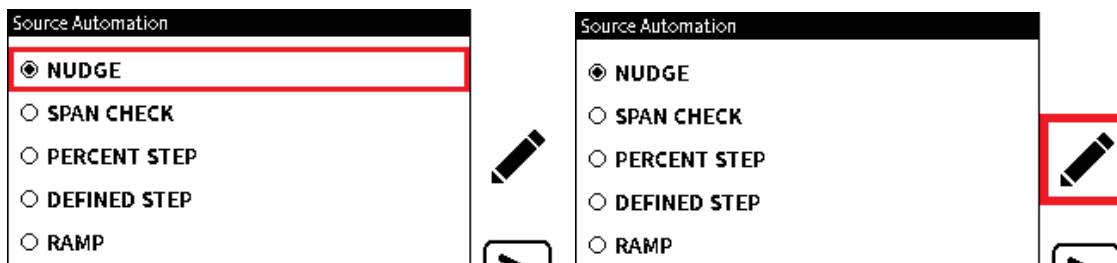 Source Automation
NUDGE
SPAN CHECK
PERCENT STEP
DEFINED STEP
RAMP
Source Automation
NUDGE
SPAN CHECK
PERCENT STEP
DEFINED STEP
RAMP